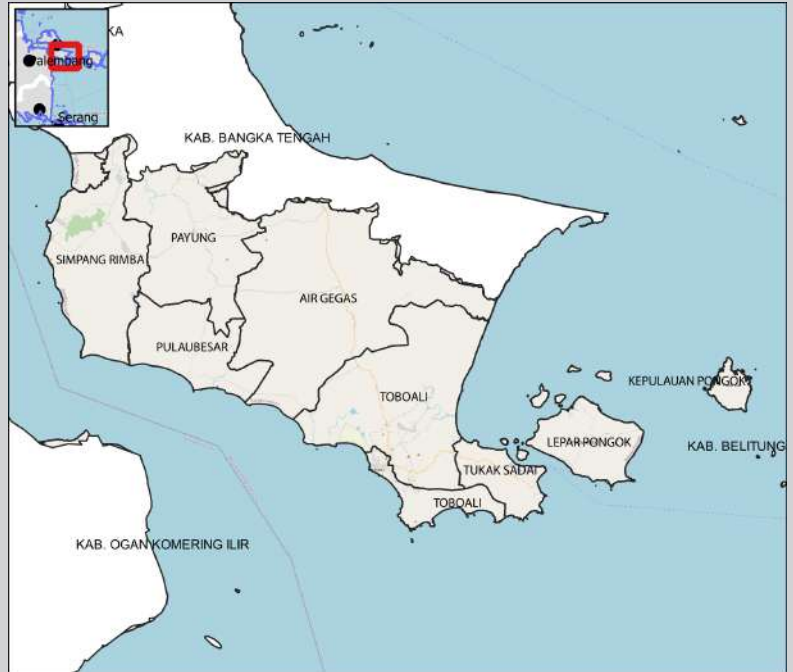 KA
Palembang
Serang
KAB. BANGKA TENGAH
PAYUNG
SIMPANG RIMBA
AIR GEGAS
PULAUBESAR
TOBOALI
KEPULAUAN PONGOK
LEPAR PONGOK
KAB. BELITUNG
TUKAK SADAI
TOBOALI
KAB. OGAN KOMERING ILIR